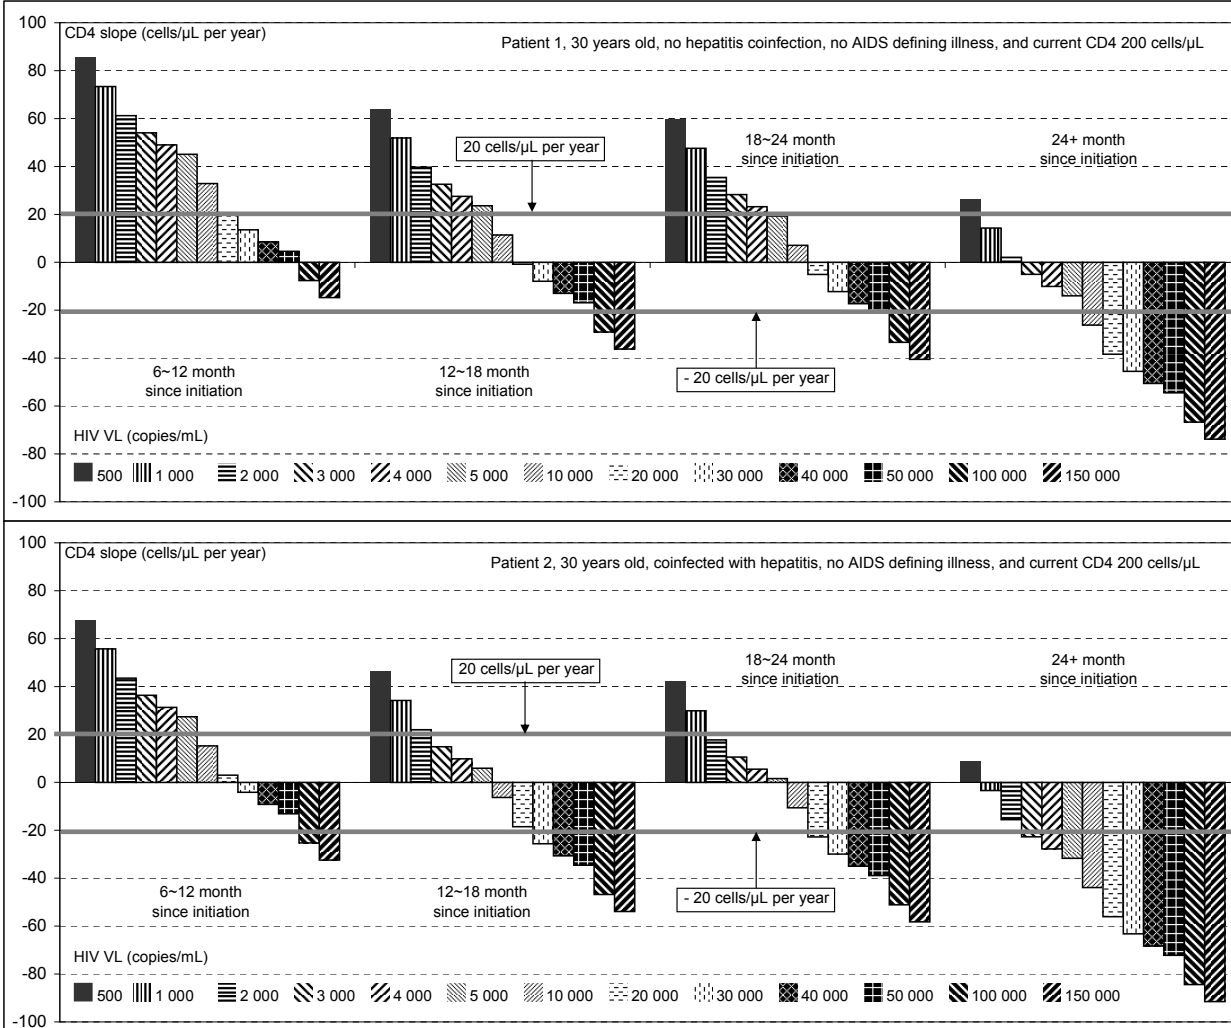 100
CD4 slope (cells/µL per year)
Patient 1, 30 years old, no hepatitis coinfection, no AIDS defining illness, and current CD4 200 cells/µL
80
60
20 cells/µL per year
18~24 month
since initiation
24+ month
since initiation
40
20
0
-20
-40
6~12 month
since initiation
12~18 month
since initiation
- 20 cells/µL per year
-60
HIV VL (copies/mL)
-80
500 1 000 2 000 3 000 4 000 5 000 10 000 20 000 30 000 40 000 50 000 100 000 150 000
-100
100
CD4 slope (cells/µL per year)
Patient 2, 30 years old, coinfected with hepatitis, no AIDS defining illness, and current CD4 200 cells/µL
80
60
20 cells/µL per year
18~24 month
since initiation
24+ month
since initiation
40
20
0
-20
-40
6~12 month
since initiation
12~18 month
since initiation
- 20 cells/µL per year
-60
HIV VL (copies/mL)
-80
500 1 000 2 000 3 000 4 000 5 000 10 000 20 000 30 000 40 000 50 000 100 000 150 000
-100